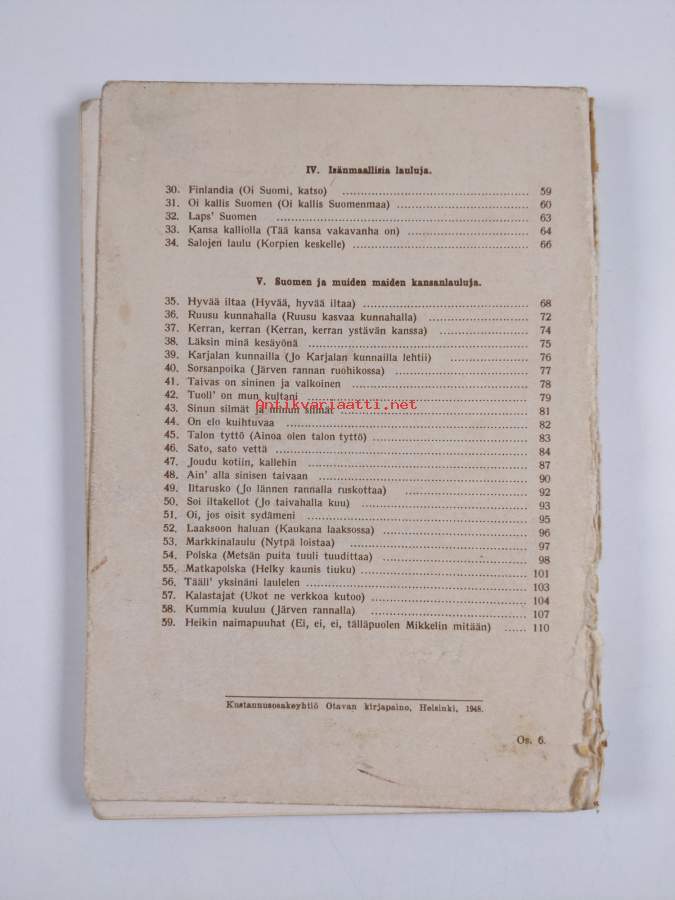 IV. Isänmaallisia lauluja.
30. Finlandia (Oi Suomi, katso) 59
31. Oi kallis Suomen (Oi kallis Suomenmaa) 60
32. Laps' Suomen 63
33. Kansa kalliolla (Tää kansa vakavanha on) 64
34. Salojen laulu (Korpien keskelle) 66
V. Suomen ja muiden maiden kansanlauluja.
35. Hyvää iltaa (Hyvää, hyvää iltaa) 68
36. Ruusu kunnahalla (Ruusu kasvaa kunnahalla) 72
37. Kerran, kerran (Kerran, kerran ystävän kanssa) 74
38. Läksin minä kesäyönä 75
39. Karjalan kunnailla (Jo Karjalan kunnailla lehtii) 76
40. Sorsanpoika (Järven rannan ruohikossa) 77
41. Taivas on sininen ja valkoinen 78
42. Tuoll' on mun kultani 79
Antikvariaatti.net
43. Sinun silmät ja minun silmät 81
44. On elo kuihtuvaa 82
45. Talon tyttö (Ainoa olen talon tyttö) 83
46. Sato, sato vettä 84
47. Joudu kotiin, kallehin 87
48. Ain' alla sinisen taivaan 90
49. Iltarusko (Jo lännen rannalla ruskottaa) 92
50. Soi iltakellot (Jo taivahalla kuu) 93
51. Oi, jos oisit sydämeni 95
52. Laaksoon haluan (Kaukana laaksossa) 96
53. Markkinalaulu (Nytpä loistaa) 97
54. Polska (Metsän puita tuuli tuudittaa) 98
55. Matkapolska (Helky kaunis tiuku) 101
56. Tääll' yksinäni laulelen 103
57. Kalastajat (Ukot ne verkkoa kutoo) 104
58. Kummia kuuluu (Järven rannalla) 107
59. Heikin naimapuuhat (Ei, ei, ei, tälläpuolen Mikkelin mitään) 110
Kustannusosakeyhtiö Otavan kirjapaino, Helsinki, 1948.
Os. 6.